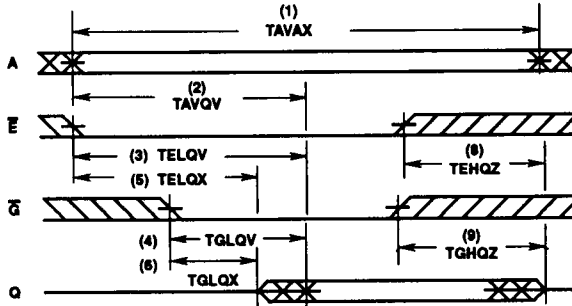 (1)
TAVAX
A
(2)
TAVQV
E
(3) TELQV
(8)
(5) TELQX
TEHQZ
G
(4) TGLQV
(9)
(6)
TGHQZ
TGLQX
Q